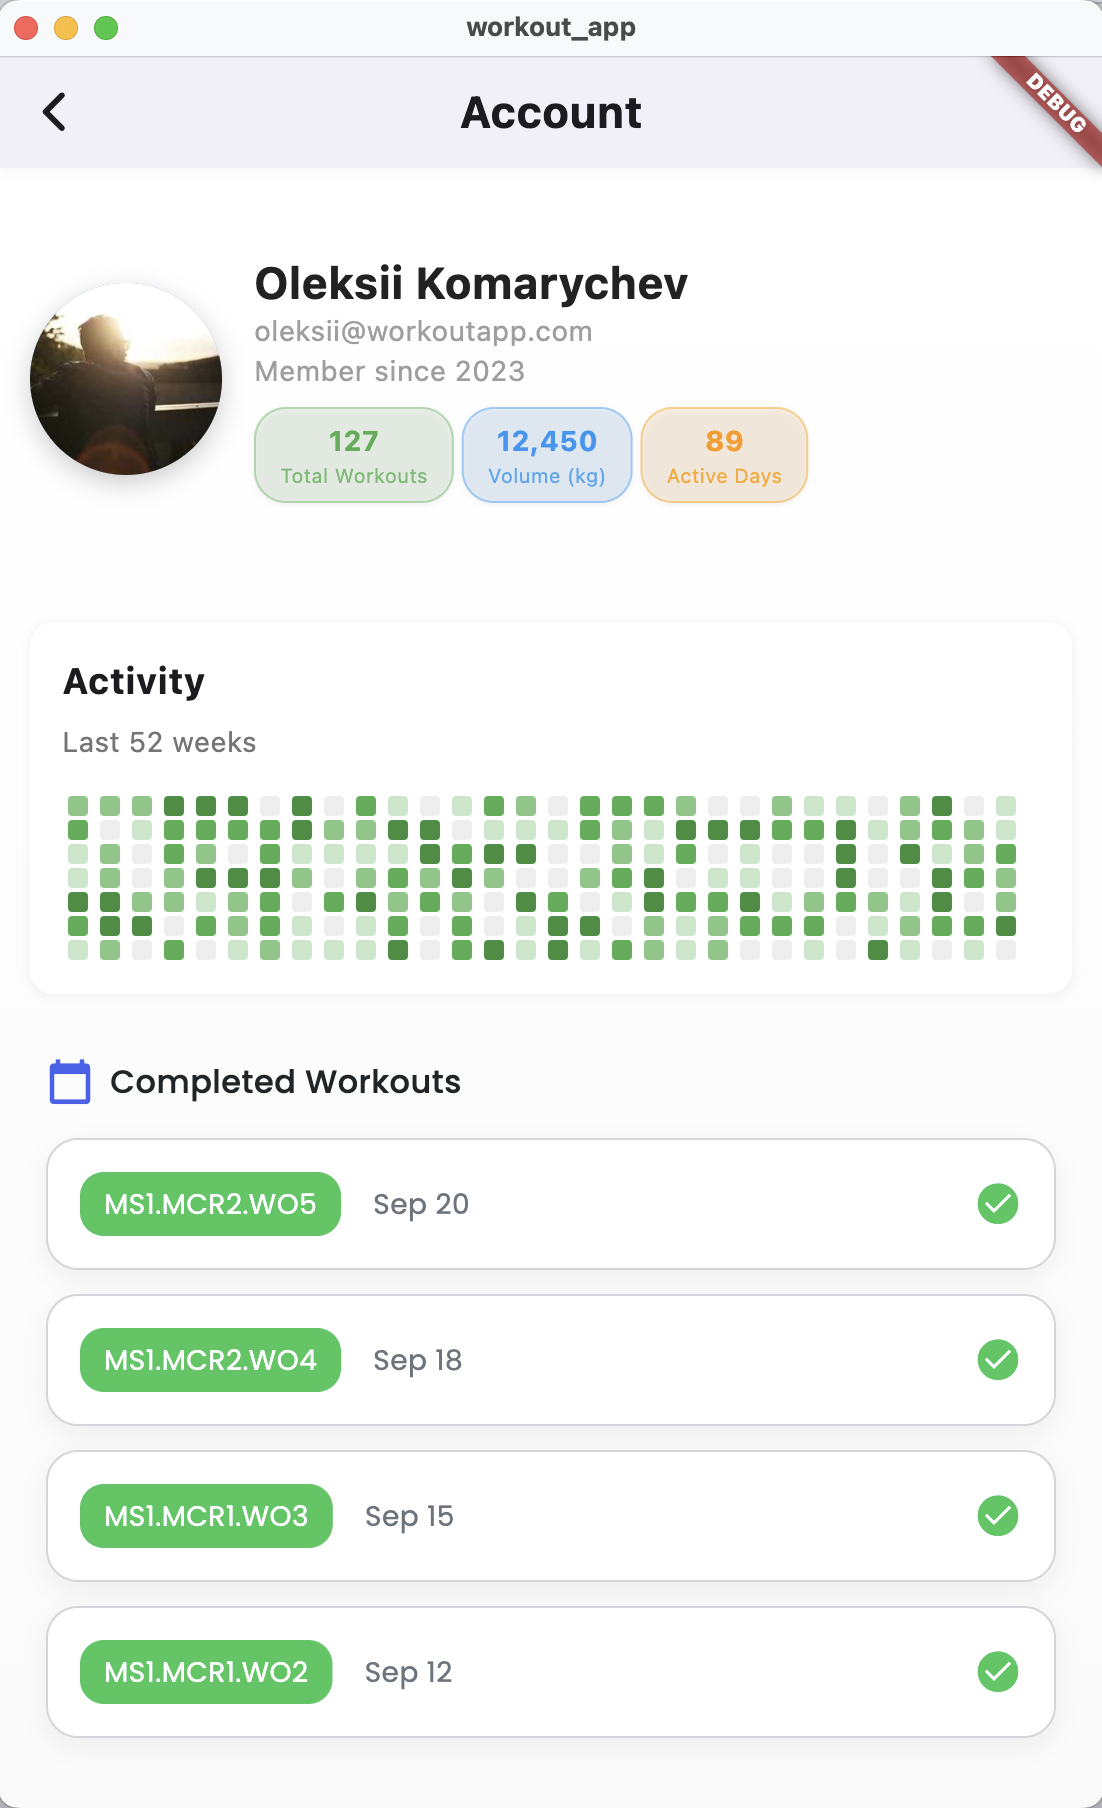 workout_app
DEBUG
Account
Oleksii Komarychev
oleksii@workoutapp.com
Member since 2023
127
Total Workouts
12,450
Volume (kg)
89
Active Days
Activity
Last 52 weeks
Completed Workouts
MS1.MCR2.WO5 Sep 20
MS1.MCR2.WO4 Sep 18
MS1.MCR1.WO3 Sep 15
MS1.MCR1.WO2 Sep 12